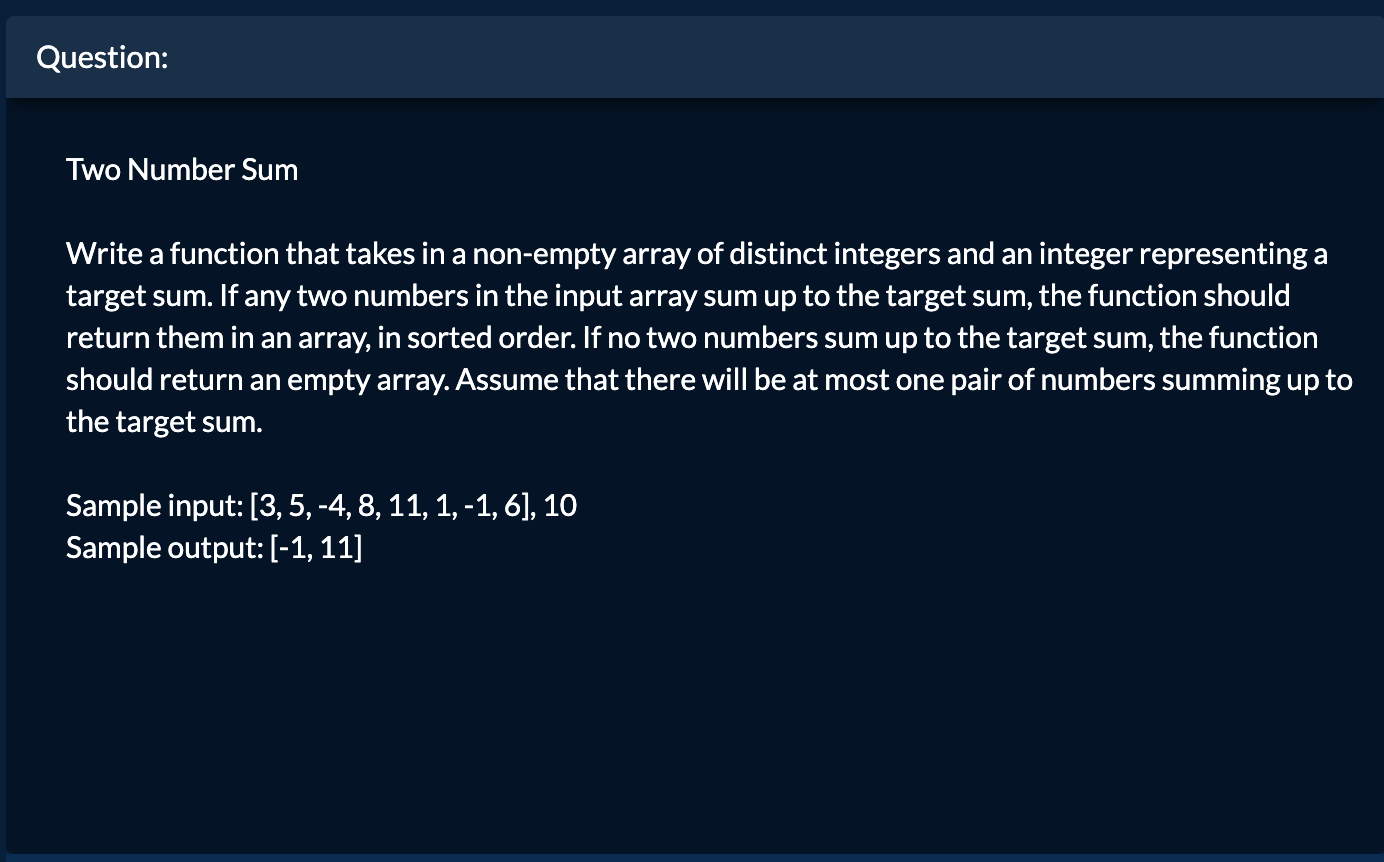 Question:
Two Number Sum
Write a function that takes in a non-empty array of distinct integers and an integer representing a
target sum. If any two numbers in the input array sum up to the target sum, the function should
return them in an array, in sorted order. If no two numbers sum up to the target sum, the function
should return an empty array. Assume that there will be at most one pair of numbers summing up to
the target sum.
Sample input: [3, 5, -4, 8, 11, 1, -1, 6], 10
Sample output: [-1, 11]